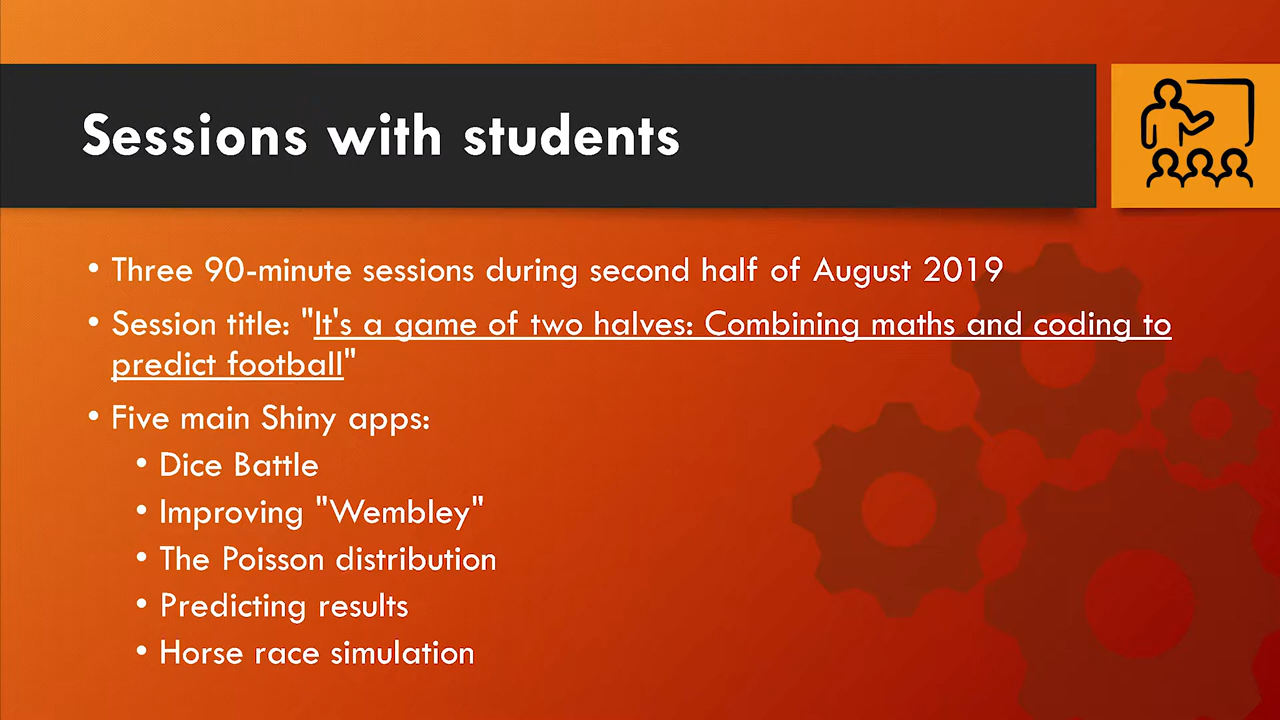 Sessions with students
• Three 90-minute sessions during second half of August 2019
• Session title: "It's a game of two halves: Combining maths and coding to
predict football"
• Five main Shiny apps:
• Dice Battle
• Improving "Wembley"
• The Poisson distribution
• Predicting results
• Horse race simulation